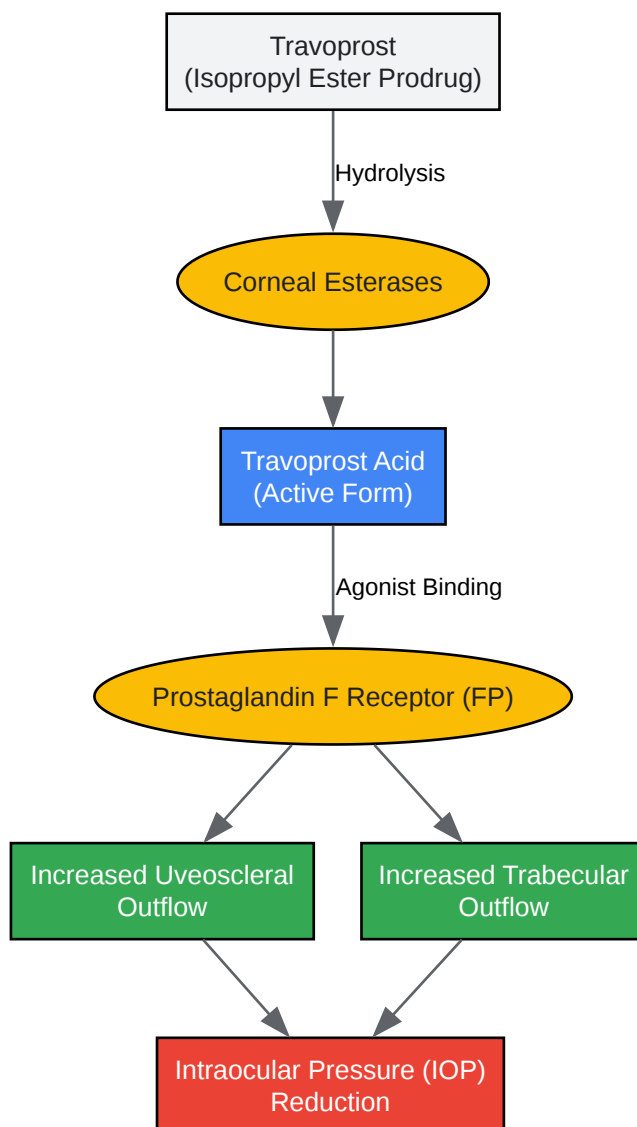 Travoprost
(Isopropyl Ester Prodrug)
Hydrolysis
Corneal Esterases
Travoprost Acid
(Active Form)
Agonist Binding
Prostaglandin F Receptor (FP)
Increased Uveoscleral
Outflow
Increased Trabecular
Outflow
Intraocular Pressure (IOP)
Reduction